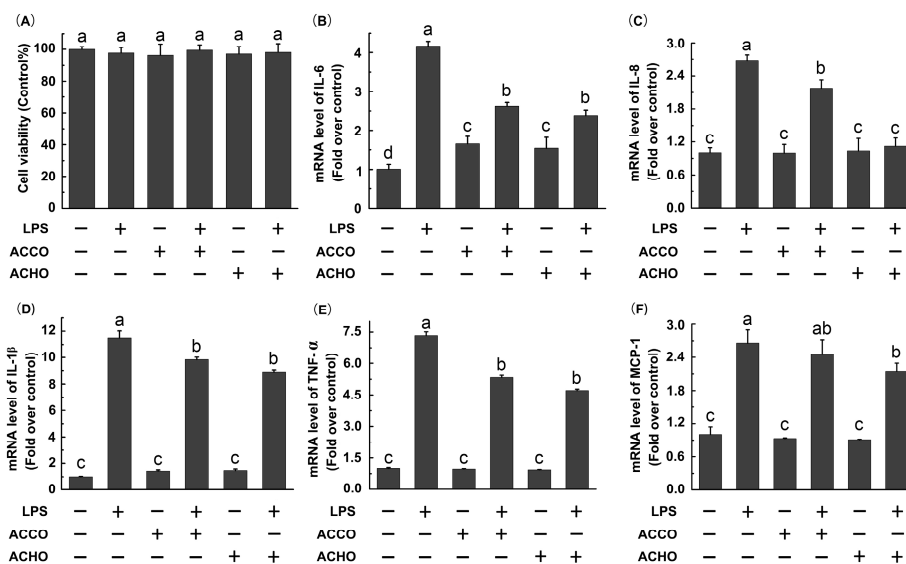 (A)
Cell viability (Control%)
120
100
80
60
40
20
0
a a a a a a
LPS − + − + − +
ACCO − − + + − −
ACHO − − − − + +
(B)
mRNA level of IL-6
(Fold over control)
4
3
2
1
0
d a c b c b
− + − + − +
− − + + − −
− − − − + +
(C)
mRNA level of IL-8
(Fold over control)
3.0
2.4
1.8
1.2
0.6
0.0
c a c b c c
LPS − + − + − +
ACCO − − + + − −
ACHO − − − − + +
(D)
mRNA level of IL-1β
(Fold over control)
12
10
8
6
4
2
0
c a c b c b
LPS − + − + − +
ACCO − − + + − −
ACHO − − − − + +
(E)
mRNA level of TNF-α
(Fold over control)
7.5
6.0
4.5
3.0
1.5
0.0
c a c b c b
LPS − + − + − +
ACCO − − + + − −
ACHO − − − − + +
(F)
mRNA level of MCP-1
(Fold over control)
3.0
2.4
1.8
1.2
0.6
0.0
c a c ab c b
LPS − + − + − +
ACCO − − + + − −
ACHO − − − − + +